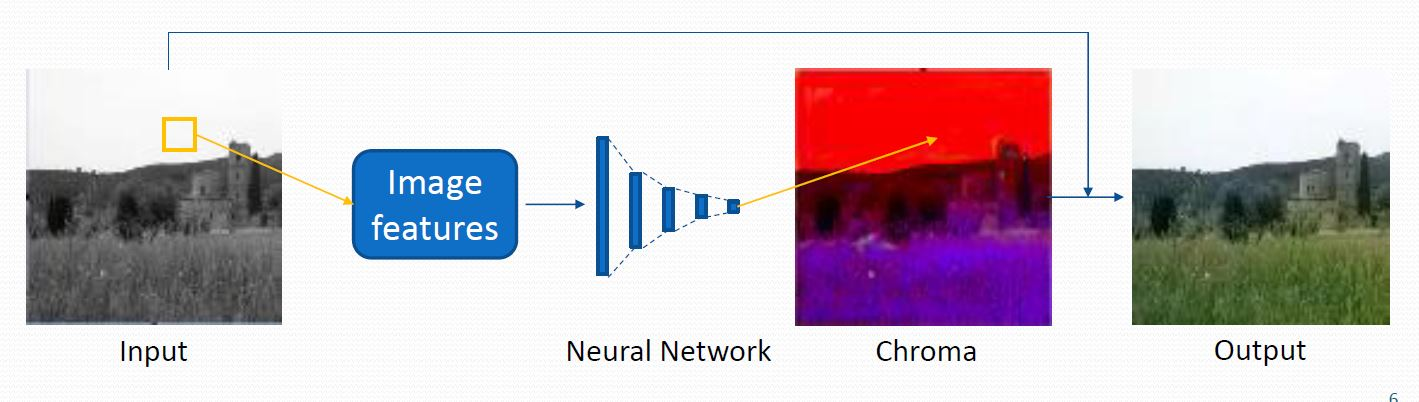 Image
features
Input
Neural Network
Chroma
Output
6